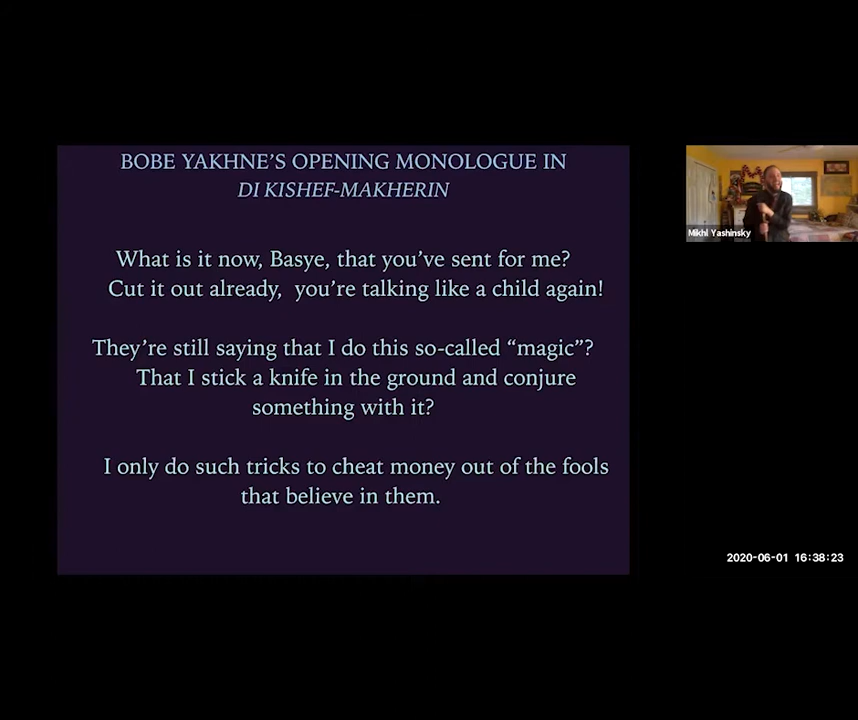 BOBE YAKHNE'S OPENING MONOLOGUE IN
DI KISHEF-MAKHERIN
What is it now, Basye, that you've sent for me?
Cut it out already, you're talking like a child again!
They're still saying that I do this so-called “magic”?
That I stick a knife in the ground and conjure
something with it?
I only do such tricks to cheat money out of the fools
that believe in them.
Mikhl Yashinsky
2020-06-01 16:38:23